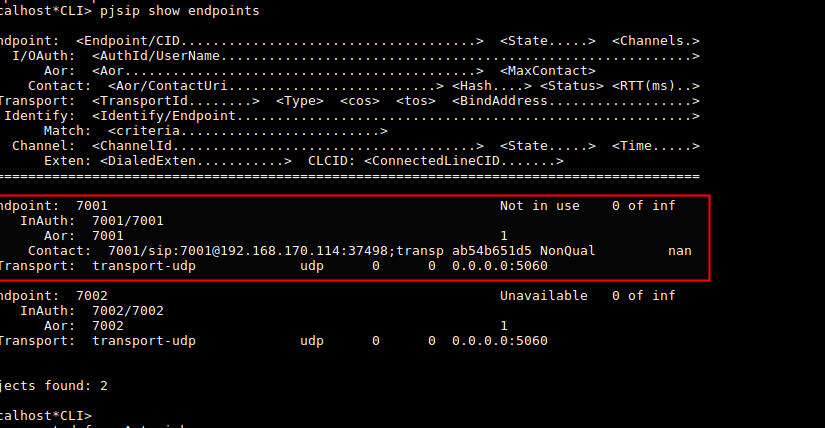 calhost*CLI> pjsip show endpoints
ndpoint:  <Endpoint/CID.....................................>  <State.....>  <Channels.>
I/OAuth:  <AuthId/UserName...........................................................>
Aor:  <Aor............................................>  <MaxContact>
Contact:  <Aor/ContactUri..........................> <Hash....> <Status> <RTT(ms)..>
Transport:  <TransportId........>  <Type>  <cos>  <tos>  <BindAddress..................>
Identify:  <Identify/Endpoint.........................................................>
Match:  <criteria.........................>
Channel:  <ChannelId......................................>  <State.....>  <Time.....>
Exten:  <DialedExten...........>  CLCID: <ConnectedLineCID.......>
==========================================================================================
ndpoint:  7001                                                 Not in use    0 of inf
InAuth:  7001/7001
Aor:  7001                                               1
Contact:  7001/sip:7001@192.168.170.114:37498;transp ab54b651d5 NonQual         nan
Transport:  transport-udp             udp      0      0  0.0.0.0:5060
ndpoint:  7002                                                 Unavailable   0 of inf
InAuth:  7002/7002
Aor:  7002                                               1
Transport:  transport-udp             udp      0      0  0.0.0.0:5060
jects found: 2
calhost*CLI>